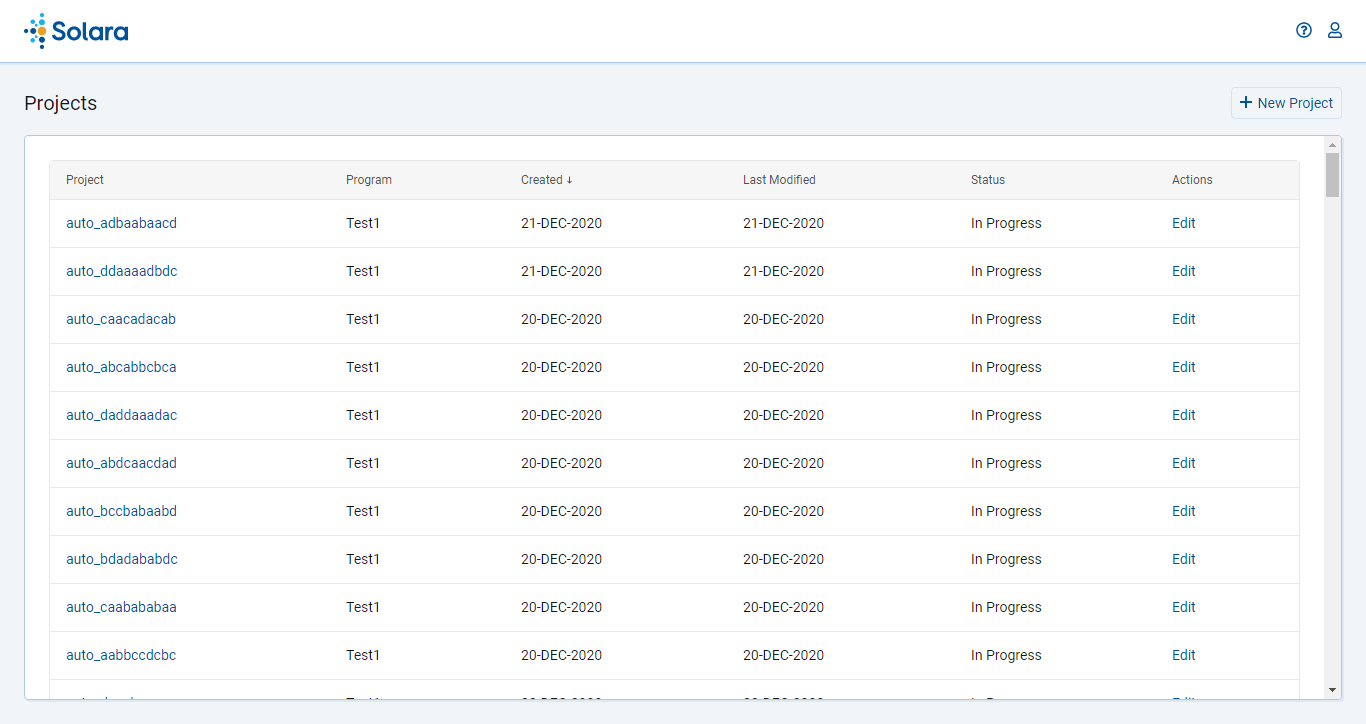 Solara
Projects
New Project
Project Program Created ↓ Last Modified Status Actions
auto_adbaabaacd Test1 21-DEC-2020 21-DEC-2020 In Progress Edit
auto_ddaaaadbdc Test1 21-DEC-2020 21-DEC-2020 In Progress Edit
auto_caacadacab Test1 20-DEC-2020 20-DEC-2020 In Progress Edit
auto_abcabbcbca Test1 20-DEC-2020 20-DEC-2020 In Progress Edit
auto_daddaaadac Test1 20-DEC-2020 20-DEC-2020 In Progress Edit
auto_abdcaacdad Test1 20-DEC-2020 20-DEC-2020 In Progress Edit
auto_bccbabaabd Test1 20-DEC-2020 20-DEC-2020 In Progress Edit
auto_bdadababdc Test1 20-DEC-2020 20-DEC-2020 In Progress Edit
auto_caabababaa Test1 20-DEC-2020 20-DEC-2020 In Progress Edit
auto_aabbccdcbc Test1 20-DEC-2020 20-DEC-2020 In Progress Edit